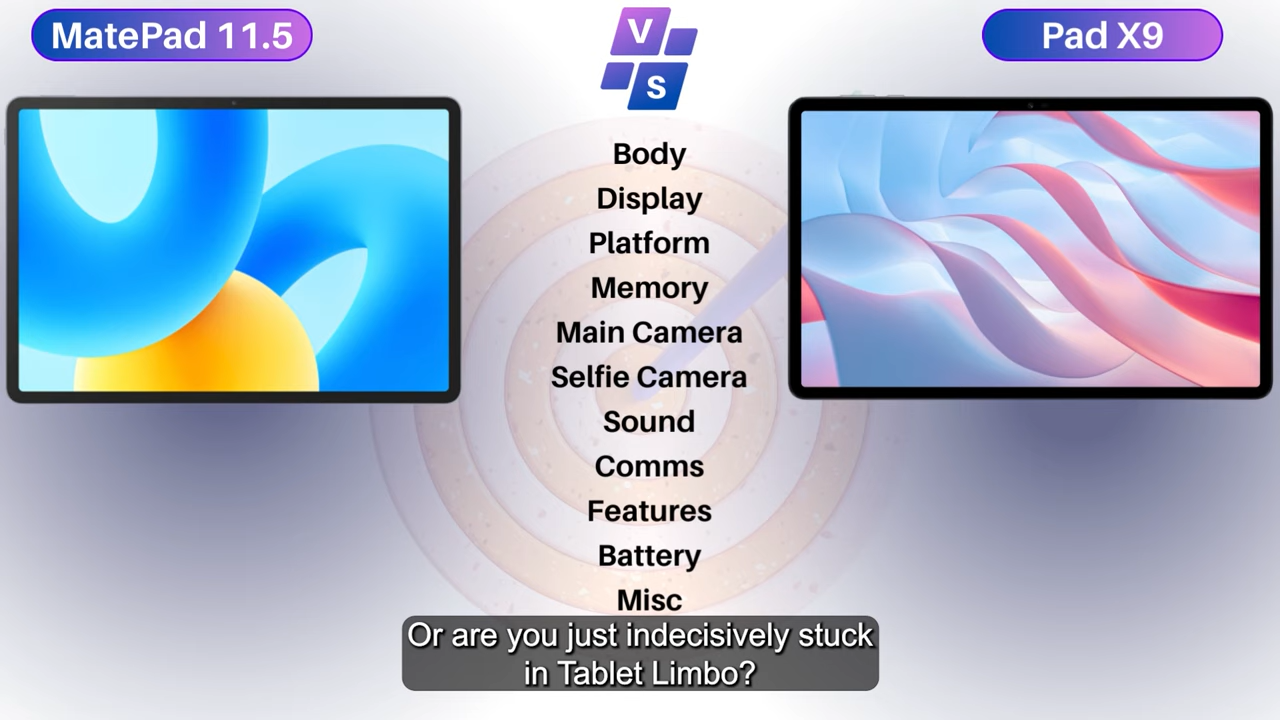 MatePad 11.5
V
S
Pad X9
Body
Display
Platform
Memory
Main Camera
Selfie Camera
Sound
Comms
Features
Battery
Misc
Or are you just indecisively stuck
in Tablet Limbo?